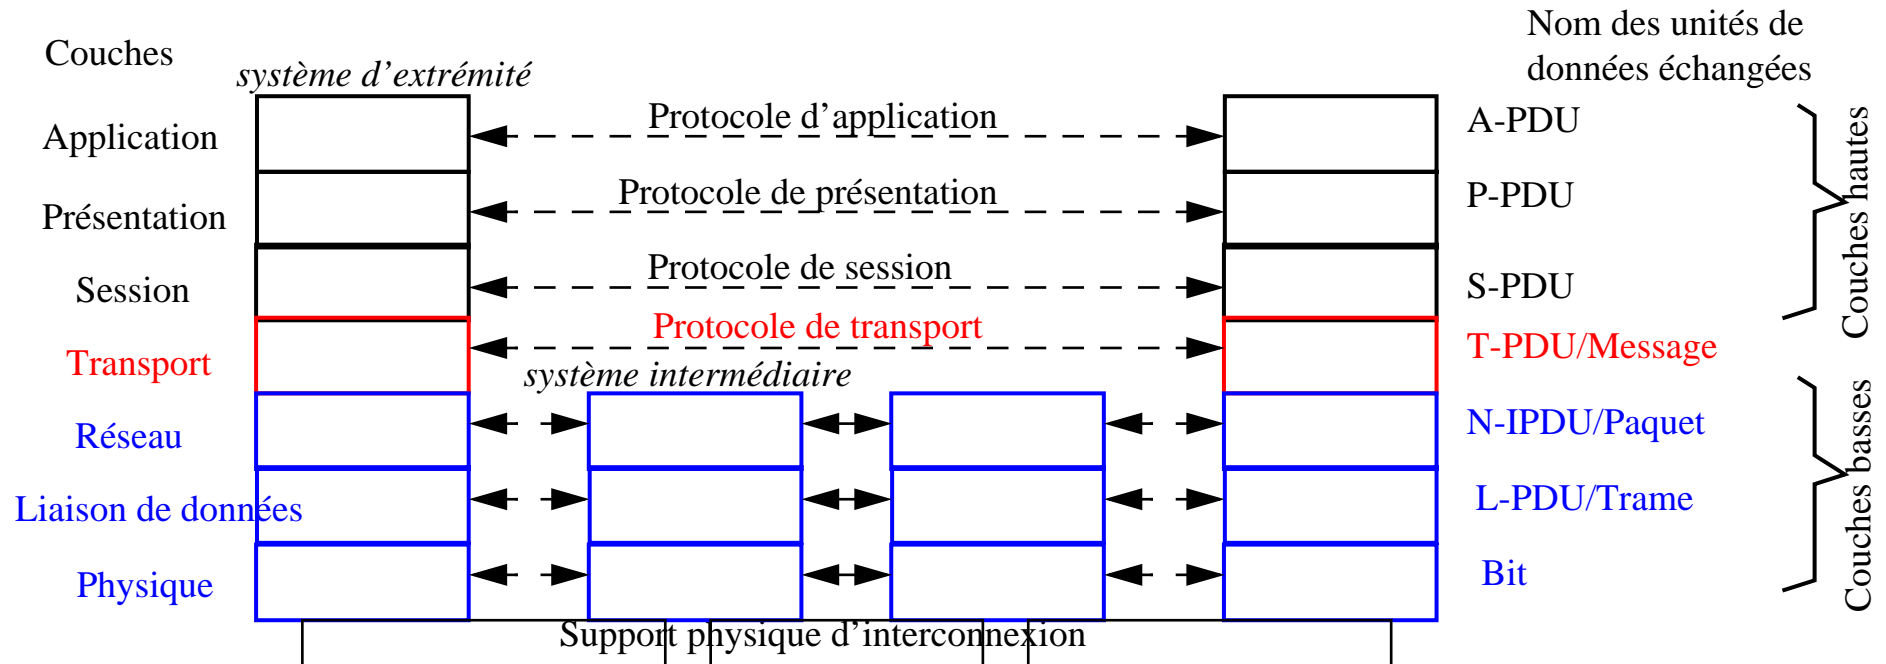 Couches
système d'extrémité
Nom des unités de
données échangées
Application
Protocole d'application
A-PDU
Présentation
Protocole de présentation
P-PDU
Session
Protocole de session
S-PDU
Couches hautes
Transport
Protocole de transport
T-PDU/Message
système intermédiaire
Réseau
N-IPDU/Paquet
Liaison de données
L-PDU/Trame
Physique
Bit
Couches basses
Support physique d'interconnexion